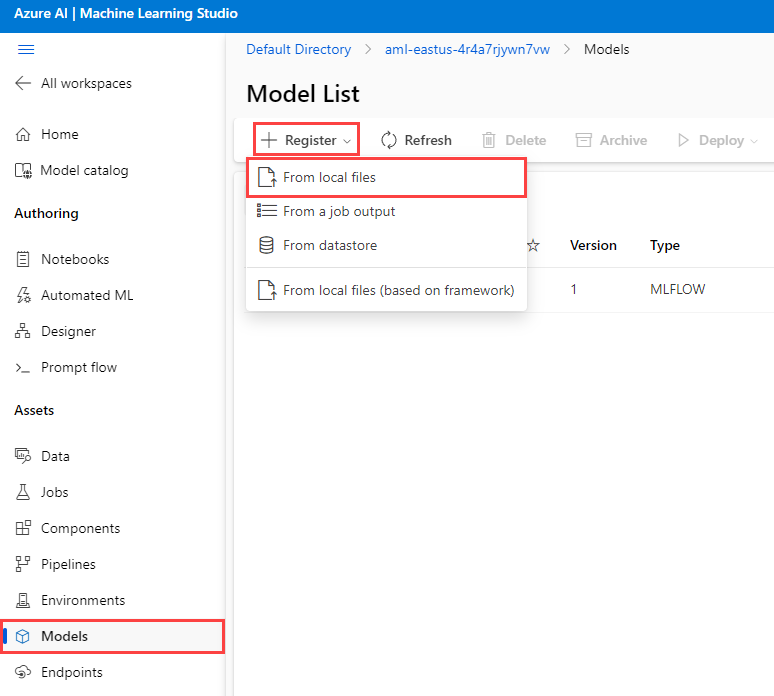 Azure AI | Machine Learning Studio
All workspaces
Home
Model catalog
Authoring
Notebooks
Automated ML
Designer
Prompt flow
Assets
Data
Jobs
Components
Pipelines
Environments
Models
Endpoints
Default Directory > aml-eastus-4r4a7rjywn7vw > Models
Model List
Register Refresh Delete Archive Deploy
From local files
From a job output
From datastore
From local files (based on framework)
Version Type
1 MLFLOW